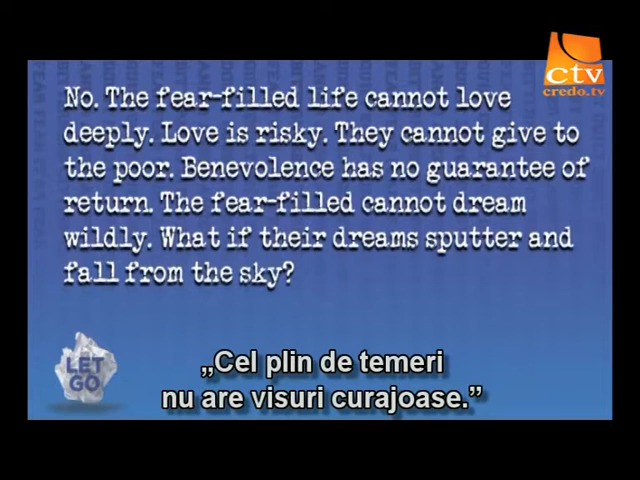 ctv
credo.tv
No. The fear-filled life cannot love
deeply. Love is risky. They cannot give to
the poor. Benevolence has no guarantee of
return. The fear-filled cannot dream
wildly. What if their dreams sputter and
fall from the sky?
LET
GO
„Cel plin de temeri
nu are visuri curajoase.”